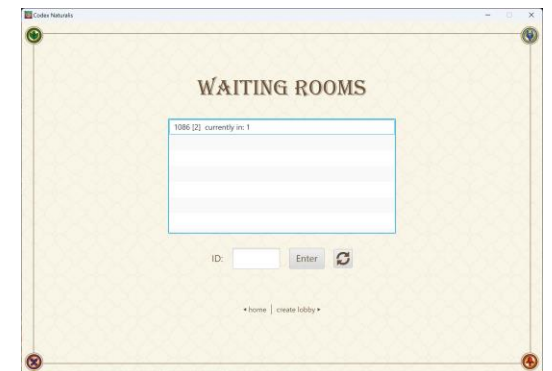 Codex Naturalis
WAITING ROOMS
1086 [2] currently in: 1
ID:
Enter
• home | create lobby •